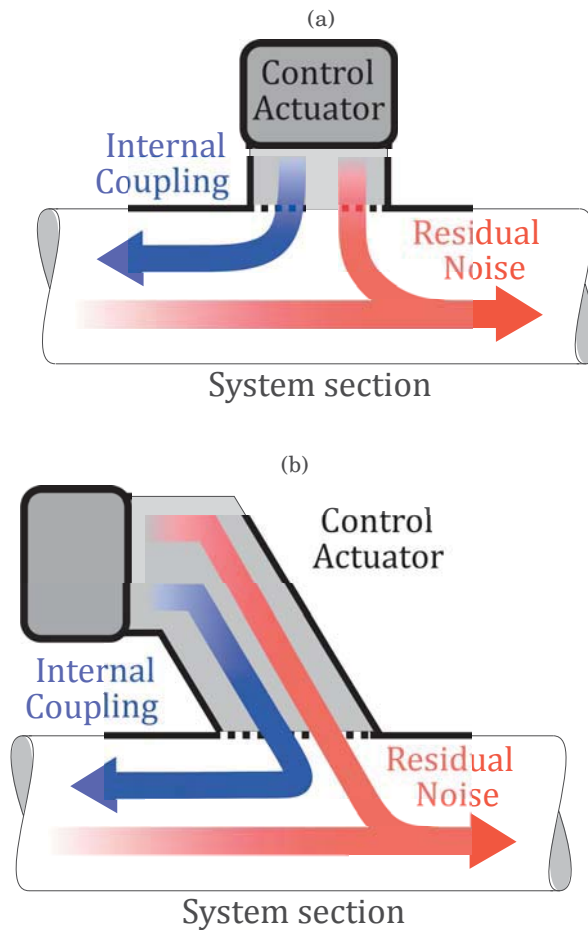 (a)
Control
Actuator
Internal
Coupling
Residual
Noise
System section
(b)
Control
Actuator
Internal
Coupling
Residual
Noise
System section